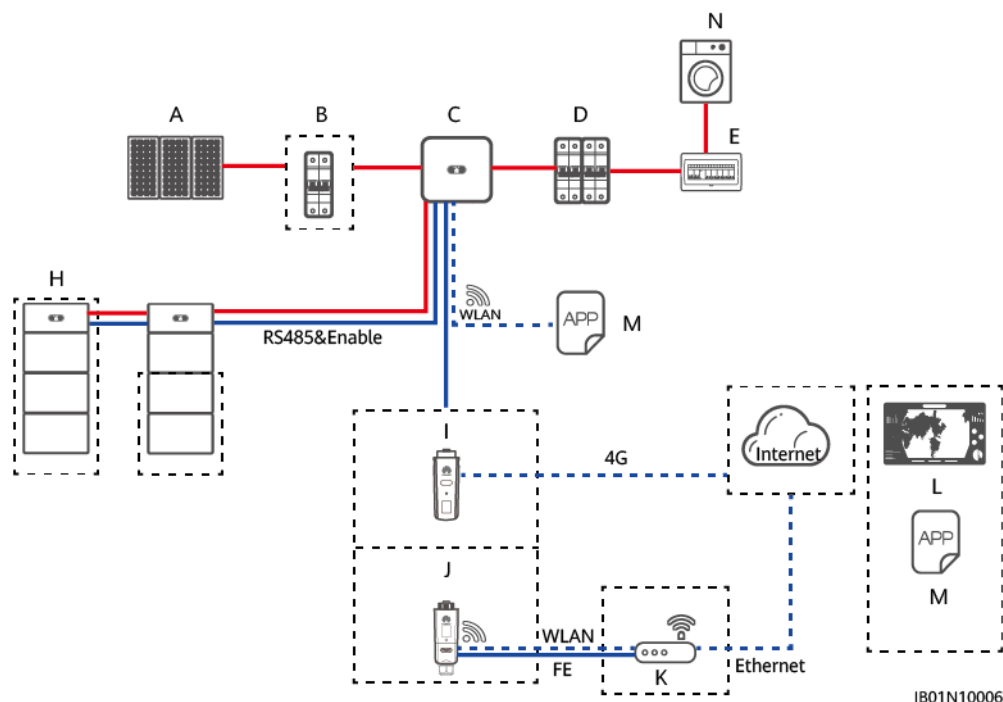 N
A
B
C
D
E
H
WLAN
APP
M
RS485&Enable
I
4G
Internet
L
APP
M
J
WLAN
FE
K
Ethernet
IB01N10006